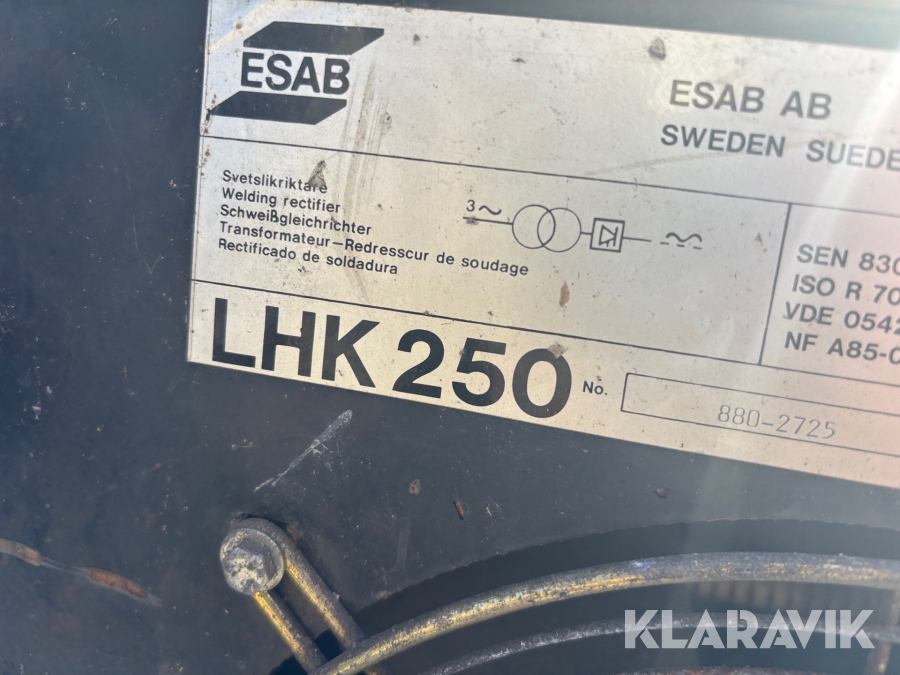 ESAB
ESAB AB
SWEDEN SUEDE
Svetslikriktare
Welding rectifier
Schweißgleichrichter
Transformateur-Redresscur de soudage
Rectificado de soldadura
3~
SEN 830
ISO R 70
VDE 0542
NF A85-0
LHK 250
No.
880-2725
KLARAVIK